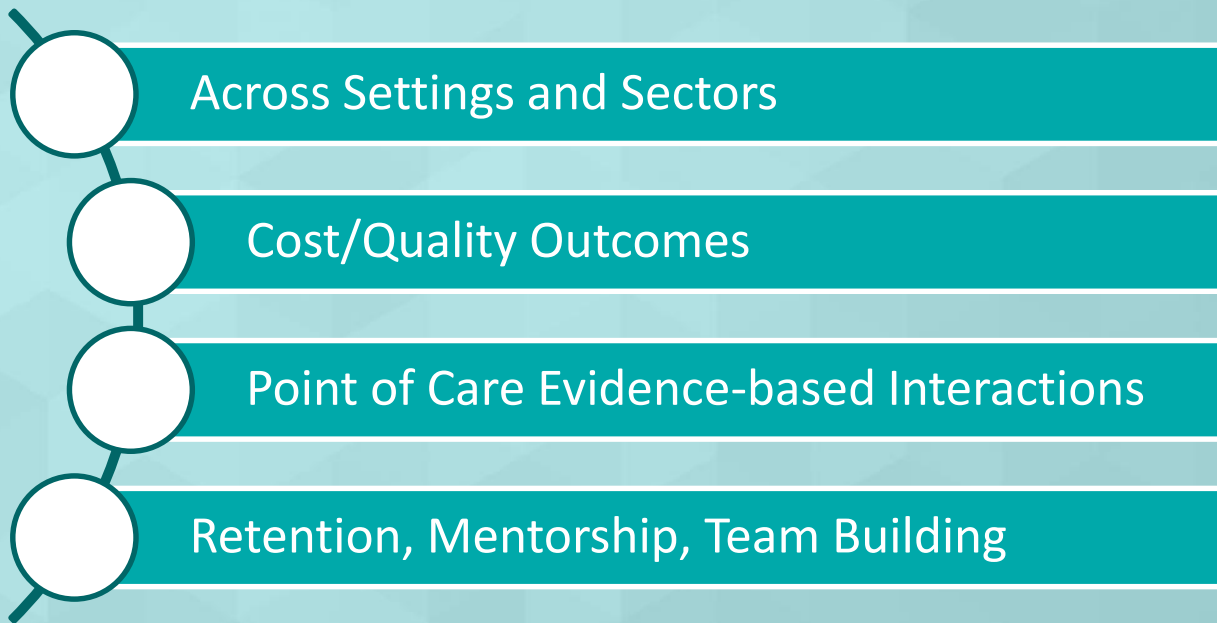 Across Settings and Sectors
Cost/Quality Outcomes
Point of Care Evidence-based Interactions
Retention, Mentorship, Team Building